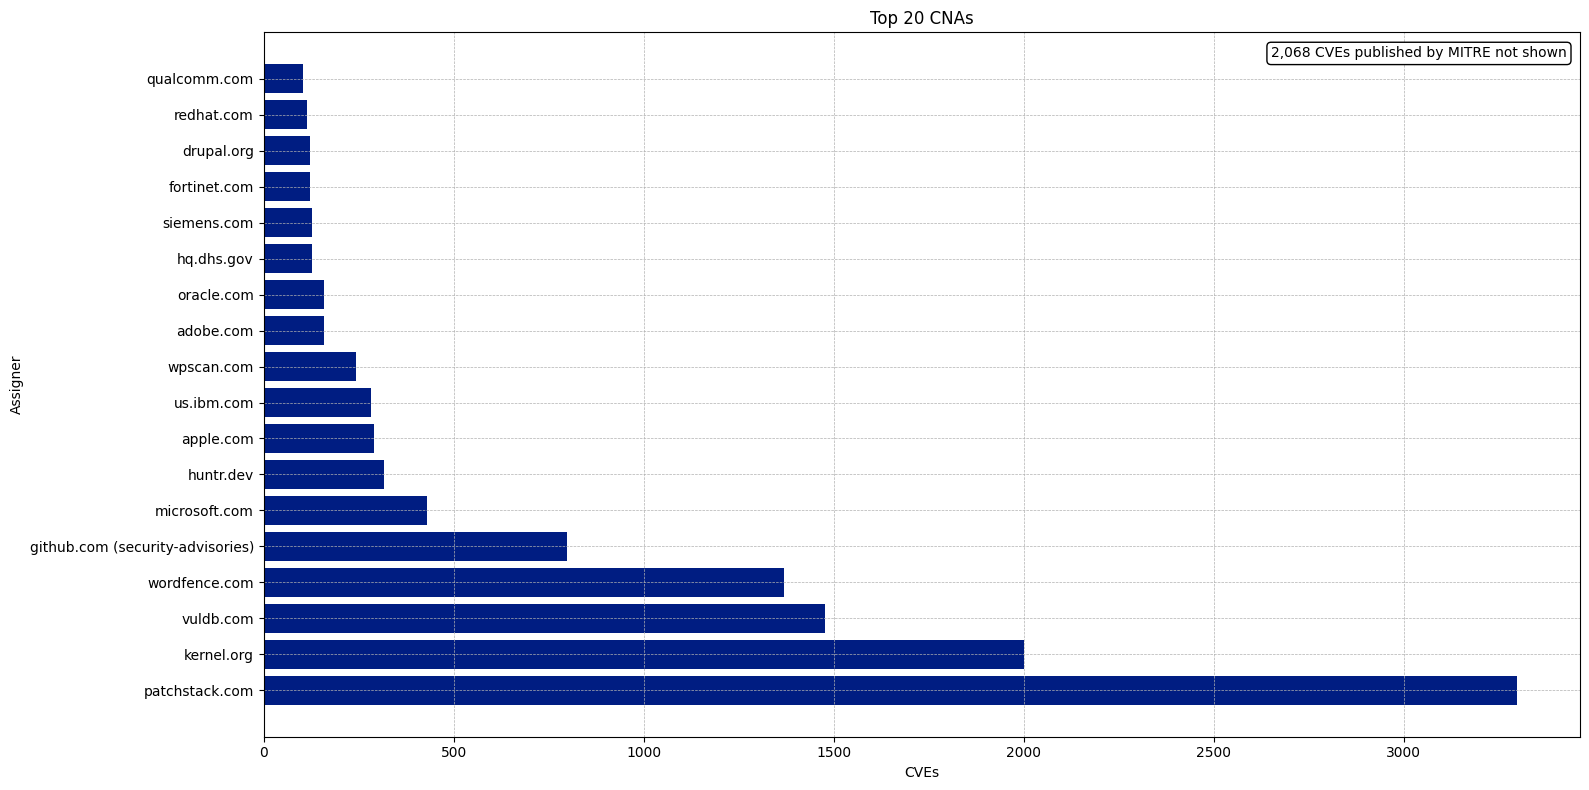 Top 20 CNAs
2,068 CVEs published by MITRE not shown
qualcomm.com
redhat.com
drupal.org
fortinet.com
siemens.com
hq.dhs.gov
oracle.com
adobe.com
wpscan.com
us.ibm.com
apple.com
huntr.dev
microsoft.com
github.com (security-advisories)
wordfence.com
vuldb.com
kernel.org
patchstack.com
Assigner
0 500 1000 1500 2000 2500 3000
CVEs